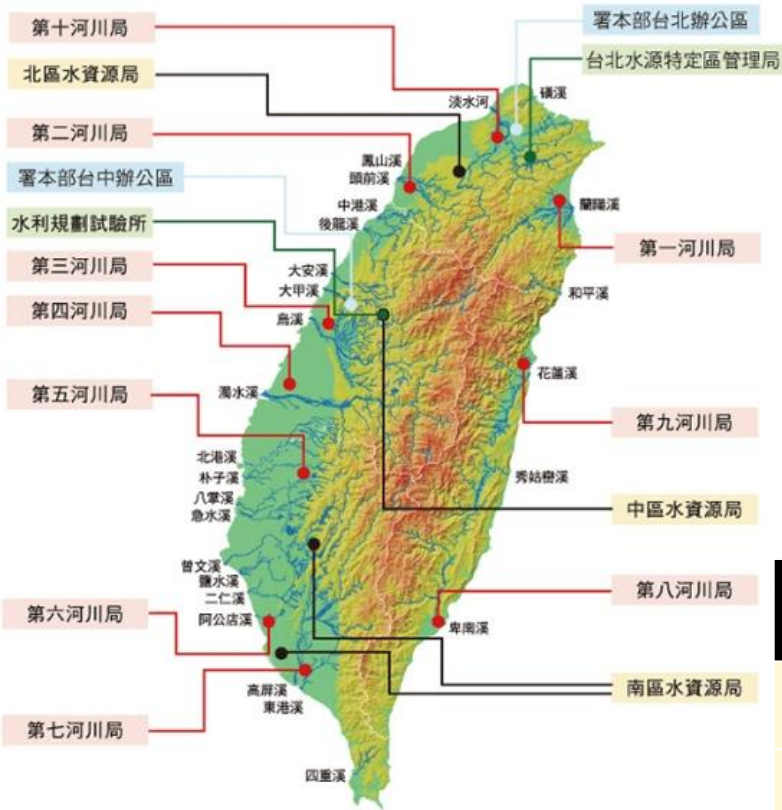 第十河川局
署本部台北辦公區
北區水資源局
台北水源特定區管理局
淡水河
磺溪
第二河川局
鳳山溪
頭前溪
署本部台中辦公區
中港溪
後龍溪
蘭陽溪
水利規劃試驗所
第一河川局
第三河川局
大安溪
大甲溪
和平溪
第四河川局
烏溪
花蓮溪
第五河川局
濁水溪
第九河川局
北港溪
朴子溪
八掌溪
急水溪
秀姑巒溪
中區水資源局
曾文溪
鹽水溪
二仁溪
阿公店溪
第八河川局
第六河川局
卑南溪
高屏溪
東港溪
南區水資源局
第七河川局
四重溪